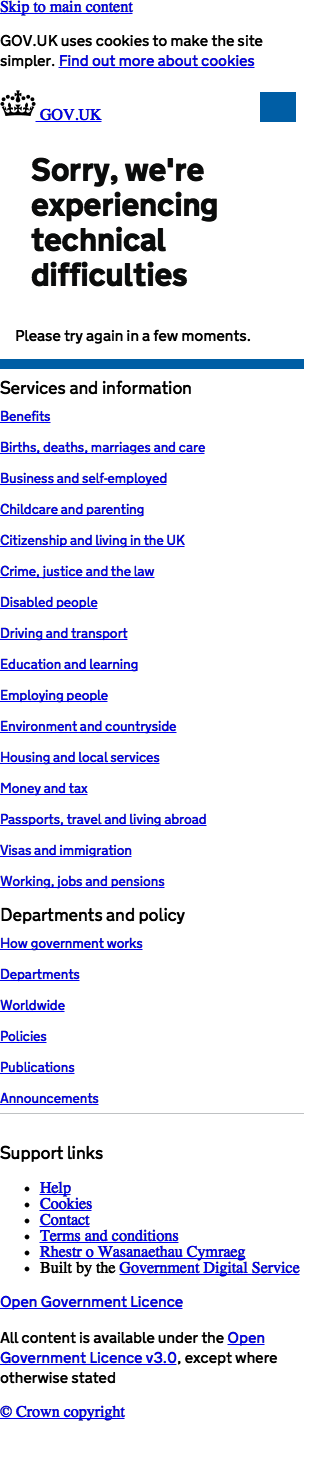 Skip to main content
GOV.UK uses cookies to make the site
simpler. Find out more about cookies
GOV.UK
Sorry, we're
experiencing
technical
difficulties
Please try again in a few moments.
Services and information
Benefits
Births, deaths, marriages and care
Business and self-employed
Childcare and parenting
Citizenship and living in the UK
Crime, justice and the law
Disabled people
Driving and transport
Education and learning
Employing people
Environment and countryside
Housing and local services
Money and tax
Passports, travel and living abroad
Visas and immigration
Working, jobs and pensions
Departments and policy
How government works
Departments
Worldwide
Policies
Publications
Announcements
Support links
Help
Cookies
Contact
Terms and conditions
Rhestr o Wasanaethau Cymraeg
Built by the Government Digital Service
Open Government Licence
All content is available under the Open
Government Licence v3.0, except where
otherwise stated
© Crown copyright